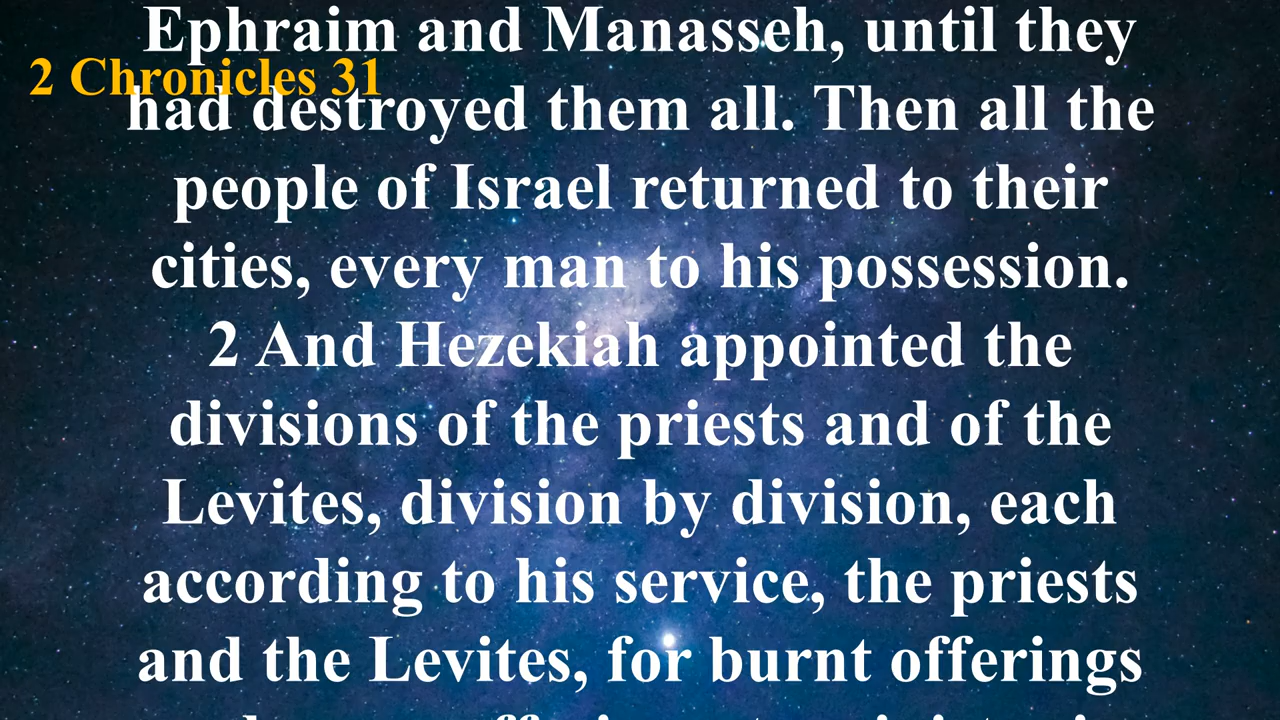 Ephraim and Manasseh, until they
2 Chronicles 31
had destroyed them all. Then all the
people of Israel returned to their
cities, every man to his possession.
2 And Hezekiah appointed the
divisions of the priests and of the
Levites, division by division, each
according to his service, the priests
and the Levites, for burnt offerings